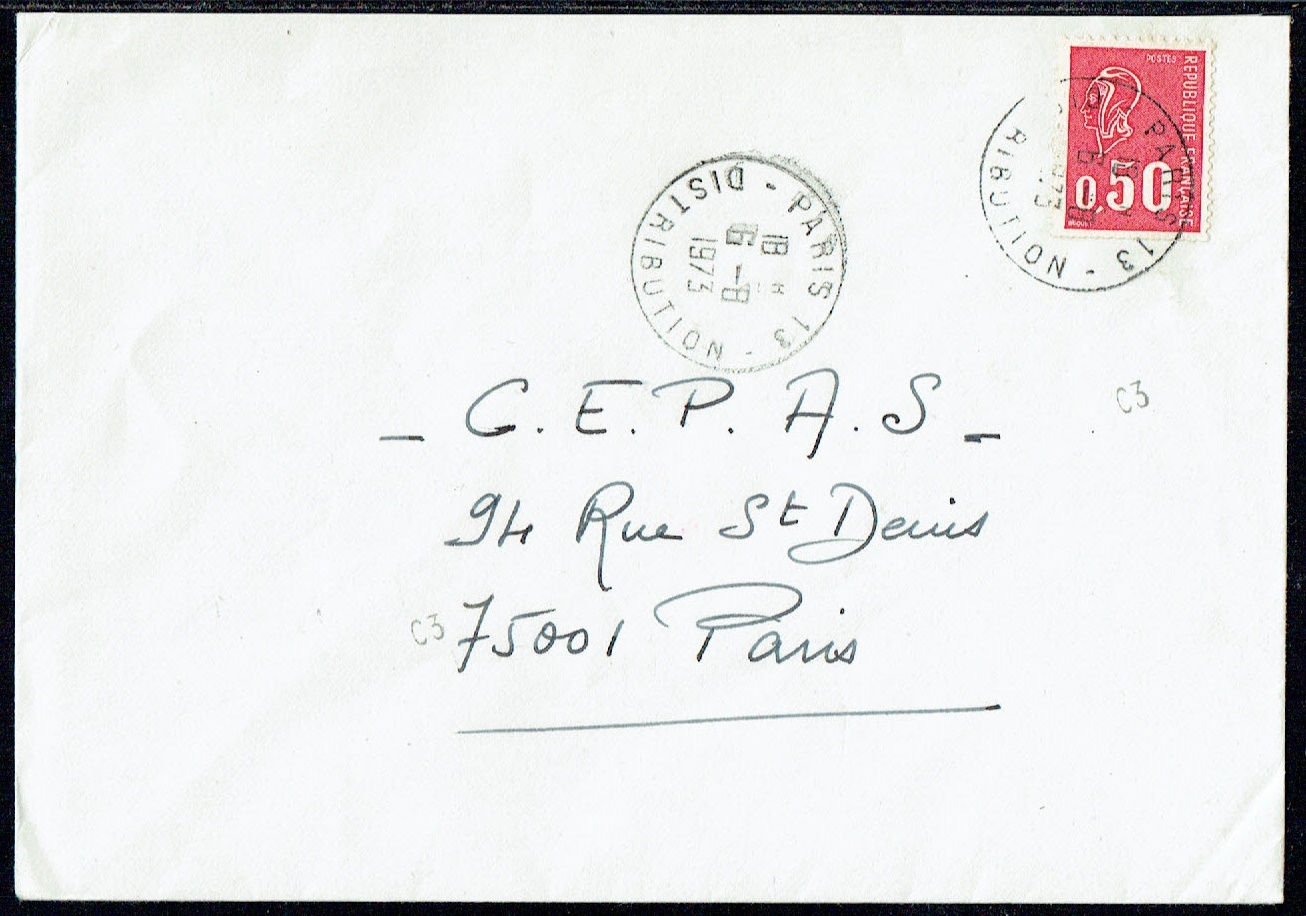 POSTES
REPUBLIQUE FRANÇAISE
0,50
PARIS 13 - DISTRIBUTION
18 H
6 - 8
1973
PARIS 13 -
RIBUTION
- C.E.P.A.S -
C3
94 Rue St Denis
C3
75001 Paris